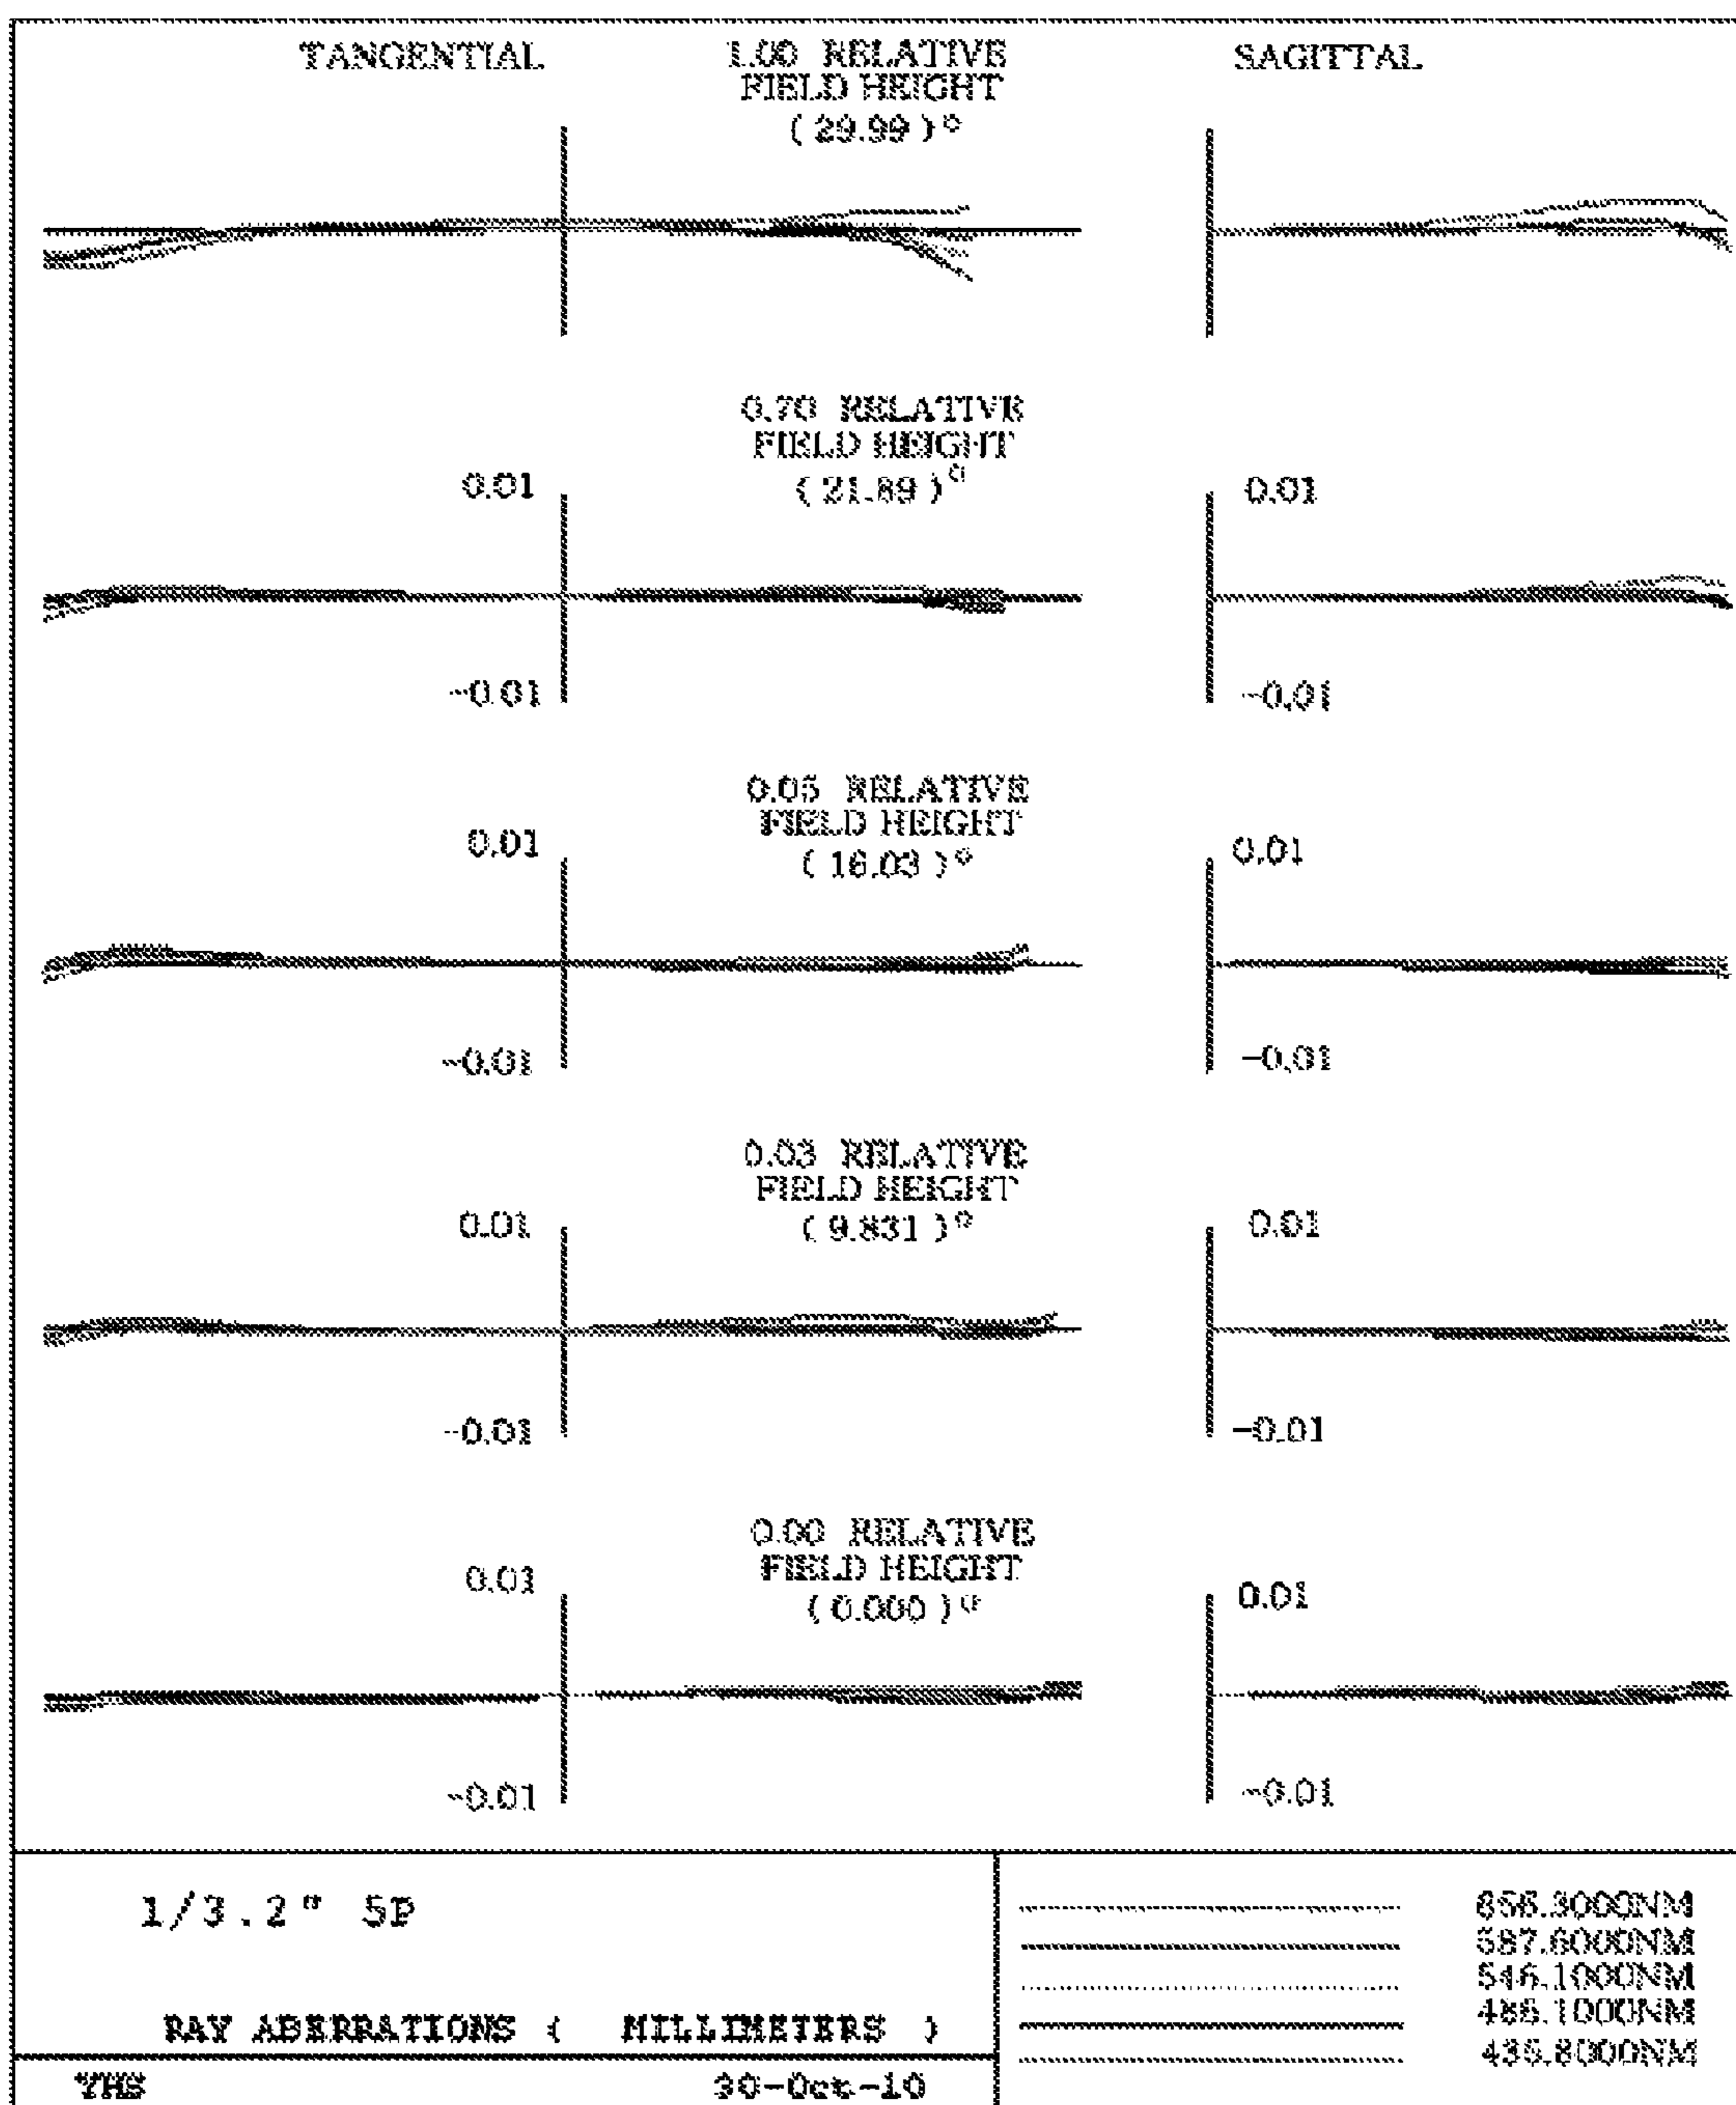 TANGENTIAL
1.00 RELATIVE
FIELD HEIGHT
( 29.99 )°
SAGITTAL
0.70 RELATIVE
FIELD HEIGHT
( 21.89 )°
0.01
0.01
-0.01
-0.01
0.05 RELATIVE
FIELD HEIGHT
( 16.03 )°
0.01
0.01
-0.01
-0.01
0.03 RELATIVE
FIELD HEIGHT
( 9.831 )°
0.01
0.01
-0.01
-0.01
0.00 RELATIVE
FIELD HEIGHT
( 0.000 )°
0.01
0.01
-0.01
-0.01
1/3.2" 5P
RAY ABERRATIONS ( MILLIMETERS )
30-Oct-10
656.3000NM
587.6000NM
546.1000NM
486.1000NM
435.8000NM